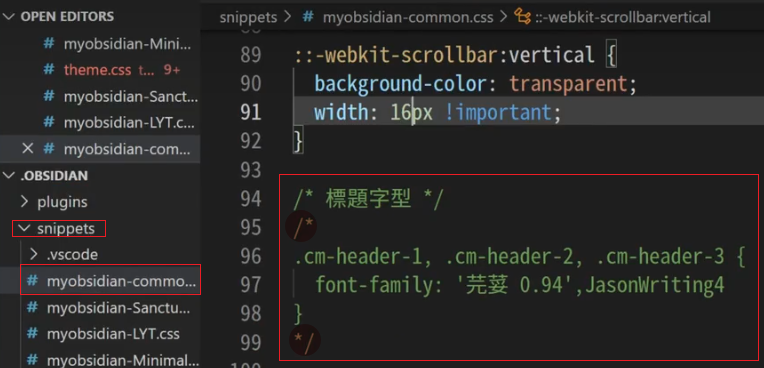 OPEN EDITORS
myobsidian-Mini...
theme.css t... 9+
myobsidian-Sanct...
myobsidian-LYT.c...
myobsidian-com...
.OBSIDIAN
plugins
snippets
.vscode
myobsidian-commo...
myobsidian-Sanctu...
myobsidian-LYT.css
myobsidian-Minimal...
snippets > # myobsidian-common.css > ::-webkit-scrollbar:vertical
89 ::-webkit-scrollbar:vertical {
90 background-color: transparent;
91 width: 16px !important;
92 }
93
94 /* 標題字型 */
95 /*
96 .cm-header-1, .cm-header-2, .cm-header-3 {
97 font-family: '芫荽 0.94',JasonWriting4
98 }
99 */